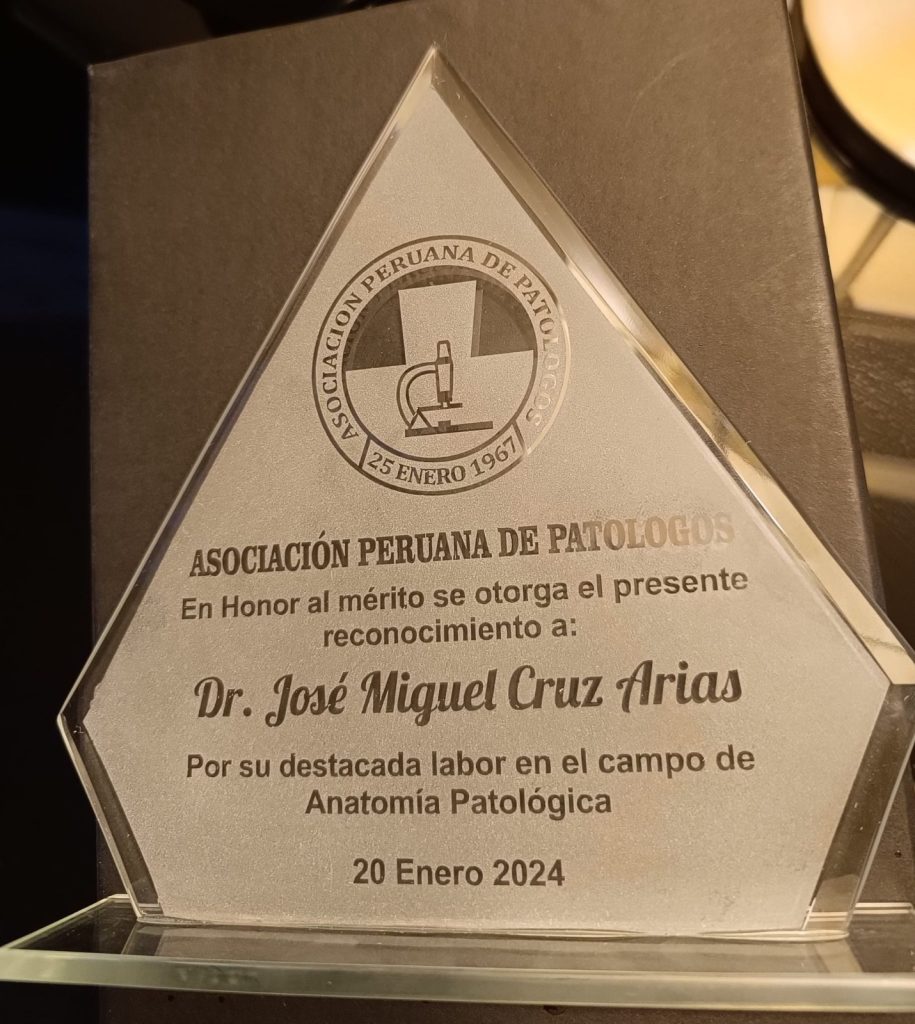 ASOCIACION PERUANA DE PATOLOGOS
25 ENERO 1967
ASOCIACIÓN PERUANA DE PATOLOGOS
En Honor al mérito se otorga el presente
reconocimiento a:
Dr. José Miguel Cruz Arias
Por su destacada labor en el campo de
Anatomía Patológica
20 Enero 2024